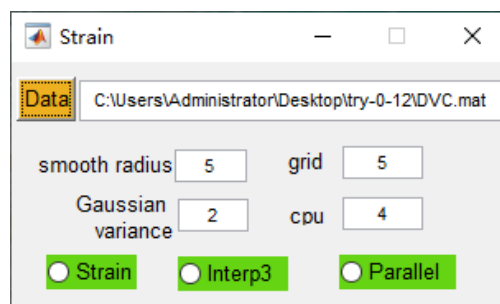 Strain
Data C:\Users\Administrator\Desktop\try-0-12\DVC.mat
smooth radius 5 grid 5
Gaussian
variance 2 cpu 4
Strain Interp3 Parallel